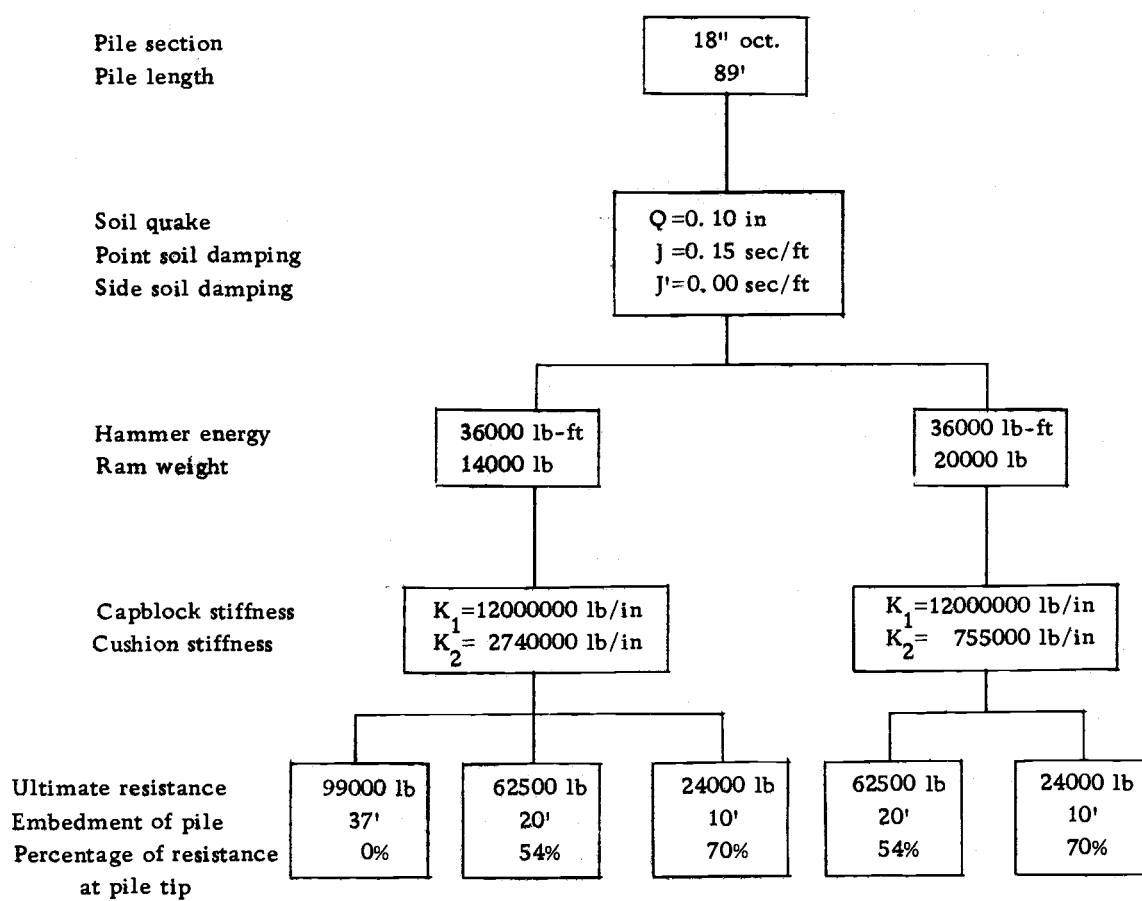 Pile section 18" oct.
Pile length 89'
Soil quake Q =0. 10 in
Point soil damping J =0. 15 sec/ft
Side soil damping J'=0. 00 sec/ft
Hammer energy 36000 lb-ft 36000 lb-ft
Ram weight 14000 lb 20000 lb
Capblock stiffness K1=12000000 lb/in K1=12000000 lb/in
Cushion stiffness K2= 2740000 lb/in K2= 755000 lb/in
Ultimate resistance 99000 lb 62500 lb 24000 lb 62500 lb 24000 lb
Embedment of pile 37' 20' 10' 20' 10'
Percentage of resistance 0% 54% 70% 54% 70%
at pile tip